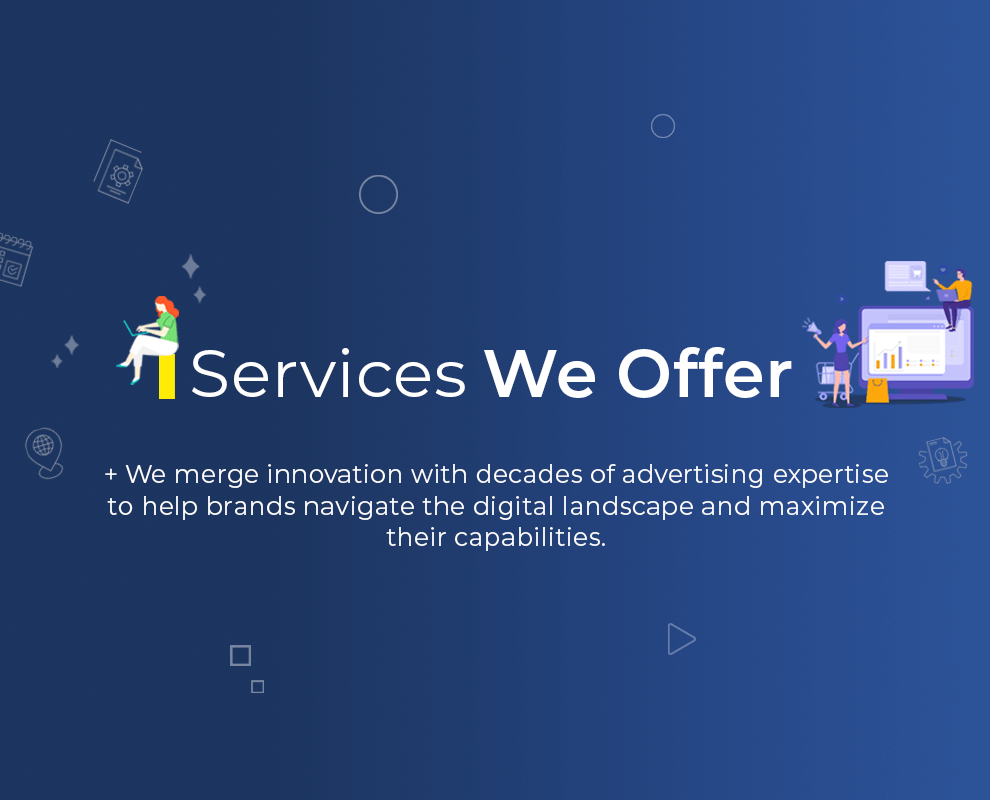 Services We Offer
+ We merge innovation with decades of advertising expertise
to help brands navigate the digital landscape and maximize
their capabilities.